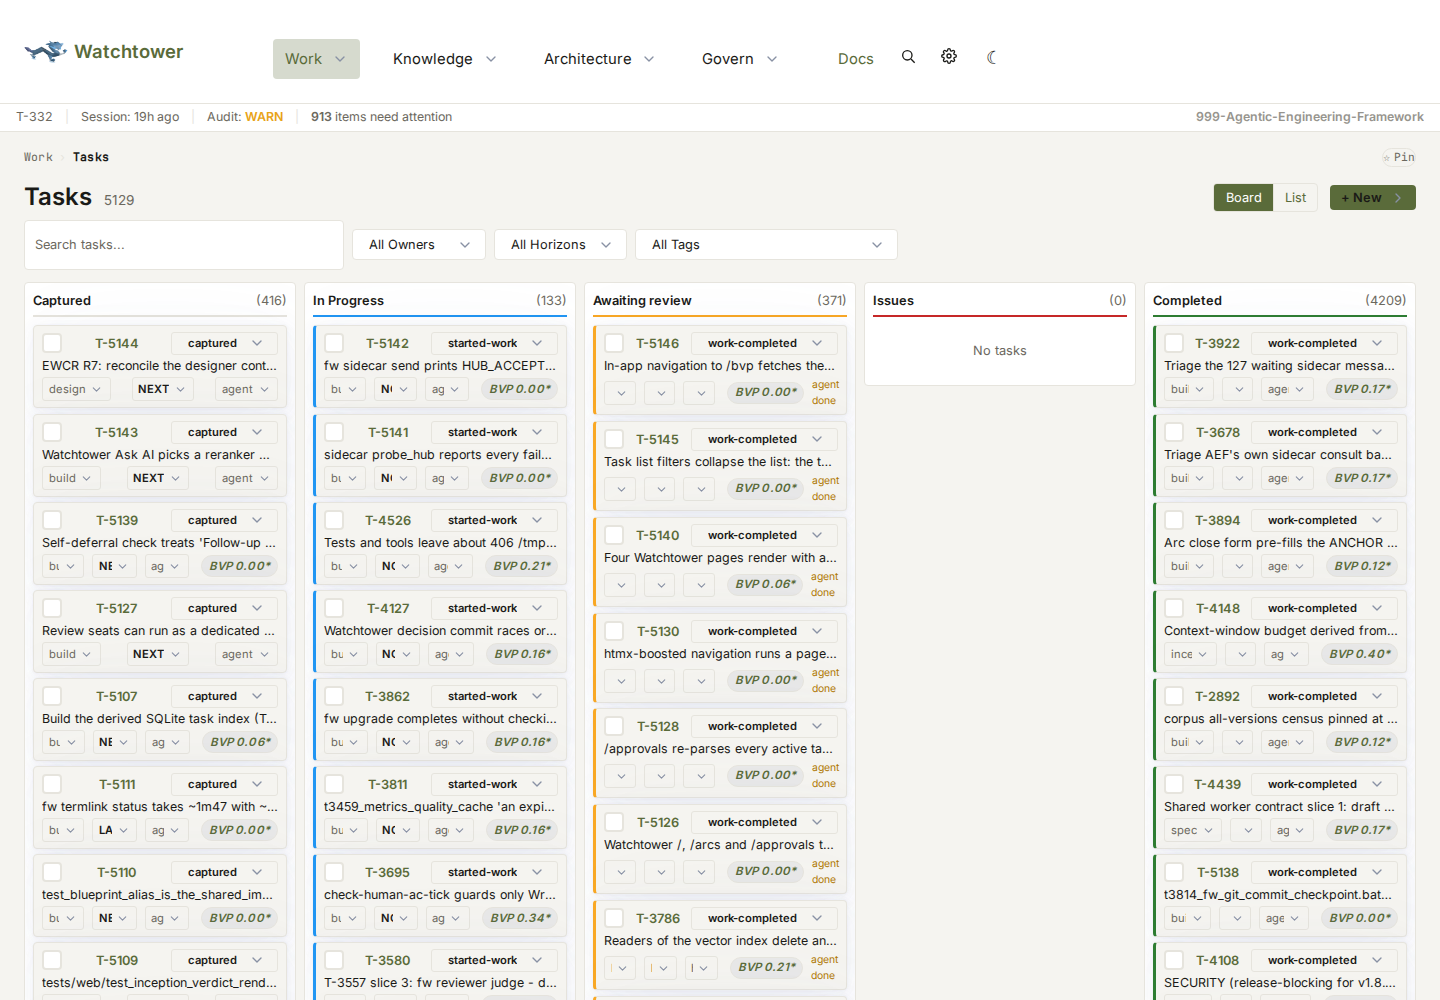 Watchtower
Work
Knowledge
Architecture
Govern
Docs
T-332
Session: 19h ago
Audit: WARN
913 items need attention
999-Agentic-Engineering-Framework
Work › Tasks
☆ Pin
Tasks 5129
Board
List
+ New
Search tasks...
All Owners
All Horizons
All Tags
Captured (416)
T-5144 captured
EWCR R7: reconcile the designer cont...
design NEXT agent
T-5143 captured
Watchtower Ask AI picks a reranker ...
build NEXT agent
T-5139 captured
Self-deferral check treats 'Follow-up ...
BVP 0.00*
T-5127 captured
Review seats can run as a dedicated ...
build NEXT agent
T-5107 captured
Build the derived SQLite task index (T...
BVP 0.06*
T-5111 captured
fw termlink status takes ~1m47 with ~...
BVP 0.00*
T-5110 captured
test_blueprint_alias_is_the_shared_im...
BVP 0.00*
T-5109 captured
tests/web/test_inception_verdict_rend...
In Progress (133)
T-5142 started-work
fw sidecar send prints HUB_ACCEPT...
BVP 0.00*
T-5141 started-work
sidecar probe_hub reports every fail...
BVP 0.00*
T-4526 started-work
Tests and tools leave about 406 /tmp...
BVP 0.21*
T-4127 started-work
Watchtower decision commit races or...
BVP 0.16*
T-3862 started-work
fw upgrade completes without checki...
BVP 0.16*
T-3811 started-work
t3459_metrics_quality_cache 'an expi...
BVP 0.16*
T-3695 started-work
check-human-ac-tick guards only Wr...
BVP 0.34*
T-3580 started-work
T-3557 slice 3: fw reviewer judge - d...
Awaiting review (371)
T-5146 work-completed
In-app navigation to /bvp fetches the...
BVP 0.00* agent done
T-5145 work-completed
Task list filters collapse the list: the t...
BVP 0.00* agent done
T-5140 work-completed
Four Watchtower pages render with a...
BVP 0.06* agent done
T-5130 work-completed
htmx-boosted navigation runs a page...
BVP 0.00* agent done
T-5128 work-completed
/approvals re-parses every active ta...
BVP 0.00* agent done
T-5126 work-completed
Watchtower /, /arcs and /approvals t...
BVP 0.00* agent done
T-3786 work-completed
Readers of the vector index delete an...
BVP 0.21* agent done
Issues (0)
No tasks
Completed (4209)
T-3922 work-completed
Triage the 127 waiting sidecar messa...
BVP 0.17*
T-3678 work-completed
Triage AEF's own sidecar consult ba...
BVP 0.17*
T-3894 work-completed
Arc close form pre-fills the ANCHOR ...
BVP 0.12*
T-4148 work-completed
Context-window budget derived from...
BVP 0.40*
T-2892 work-completed
corpus all-versions census pinned at ...
BVP 0.12*
T-4439 work-completed
Shared worker contract slice 1: draft ...
spec BVP 0.17*
T-5138 work-completed
t3814_fw_git_commit_checkpoint.bat...
BVP 0.00*
T-4108 work-completed
SECURITY (release-blocking for v1.8....